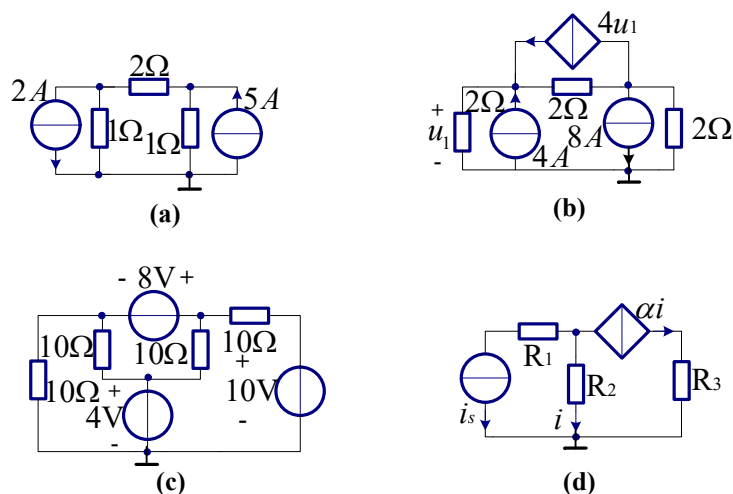 2Ω
2A
5A
1Ω
1Ω
(a)
4u1
+
2Ω
2Ω
u1
8A
2Ω
-
4A
(b)
- 8V +
10Ω
10Ω
10Ω
10Ω
+
+
4V
10V
-
-
(c)
αi
R1
R2
R3
is
i
(d)